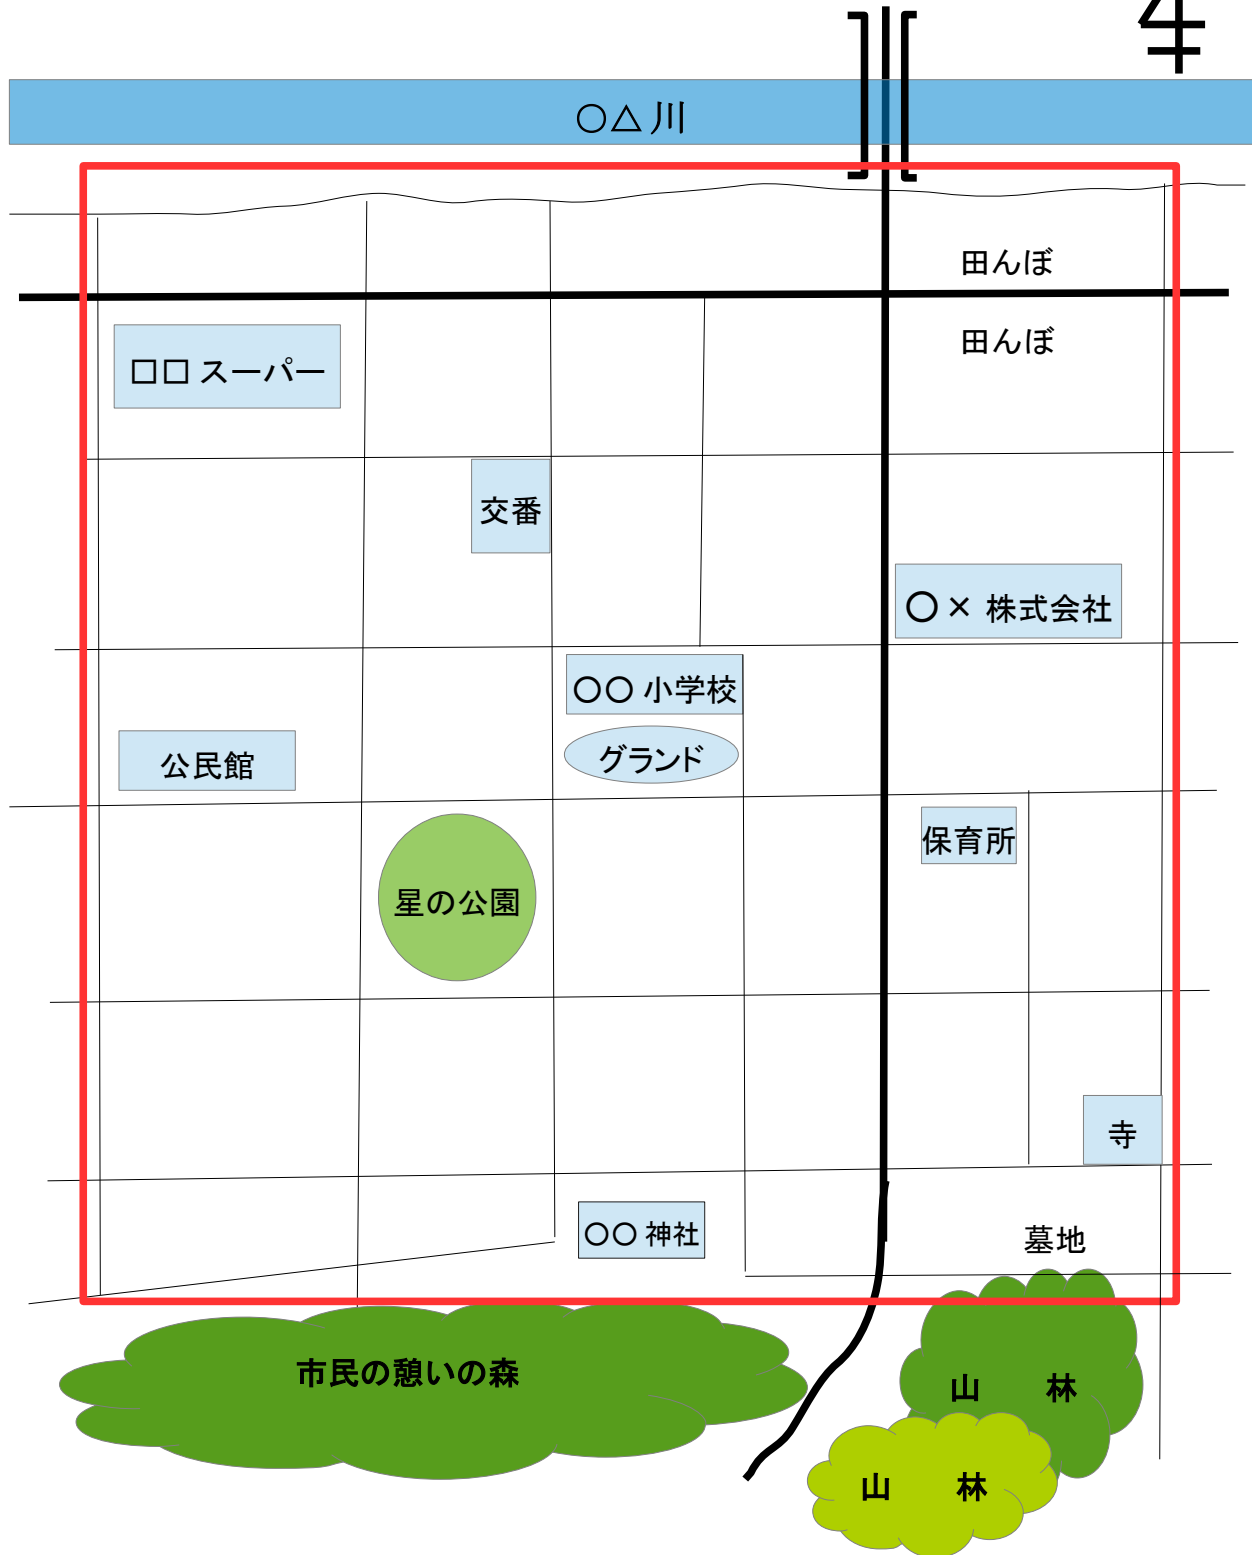 ○△川
田んぼ
田んぼ
□□スーパー
交番
○×株式会社
○○小学校
グランド
公民館
保育所
星の公園
寺
○○神社
墓地
市民の憩いの森
山　林
山　林